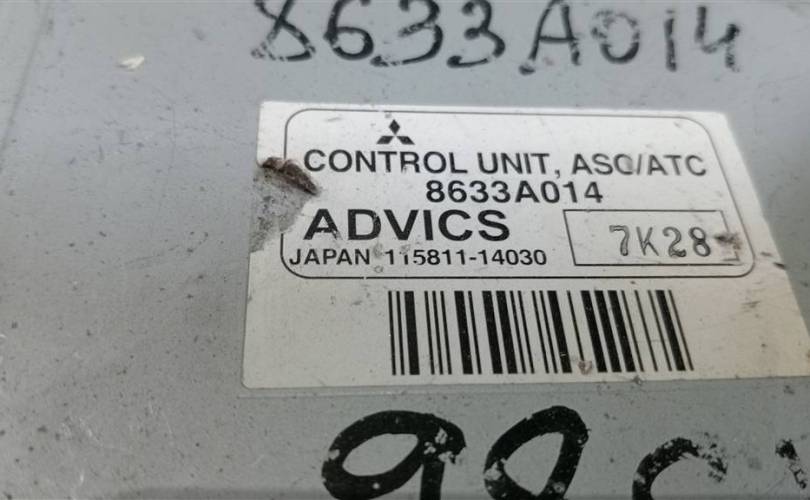 8633A014
CONTROL UNIT, ASC/ATC
8633A014
ADVICS
7K28
JAPAN 115811-14030